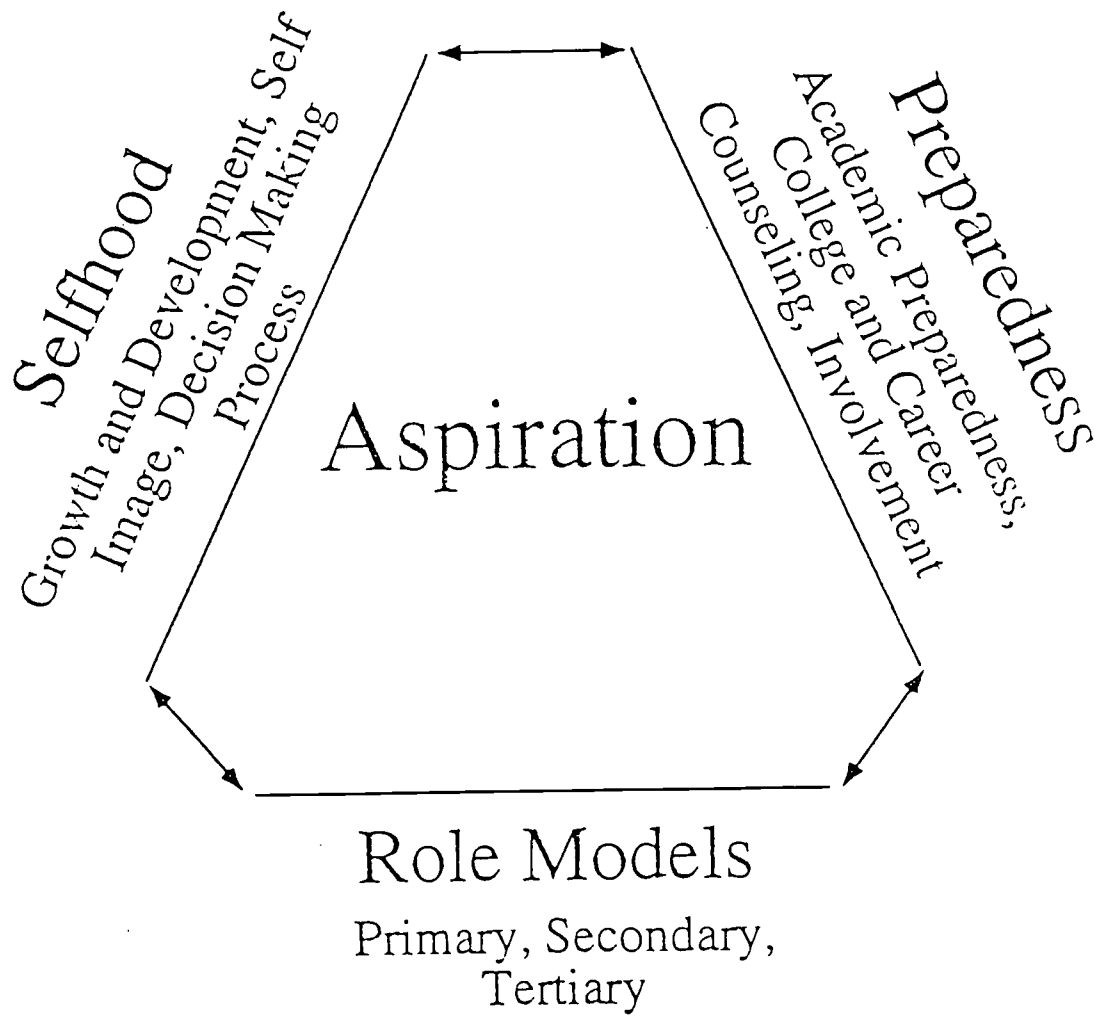 Selfhood
Growth and Development, Self
Image, Decision Making
Process
Preparedness
Academic Preparedness,
College and Career
Counseling, Involvement
Aspiration
Role Models
Primary, Secondary,
Tertiary